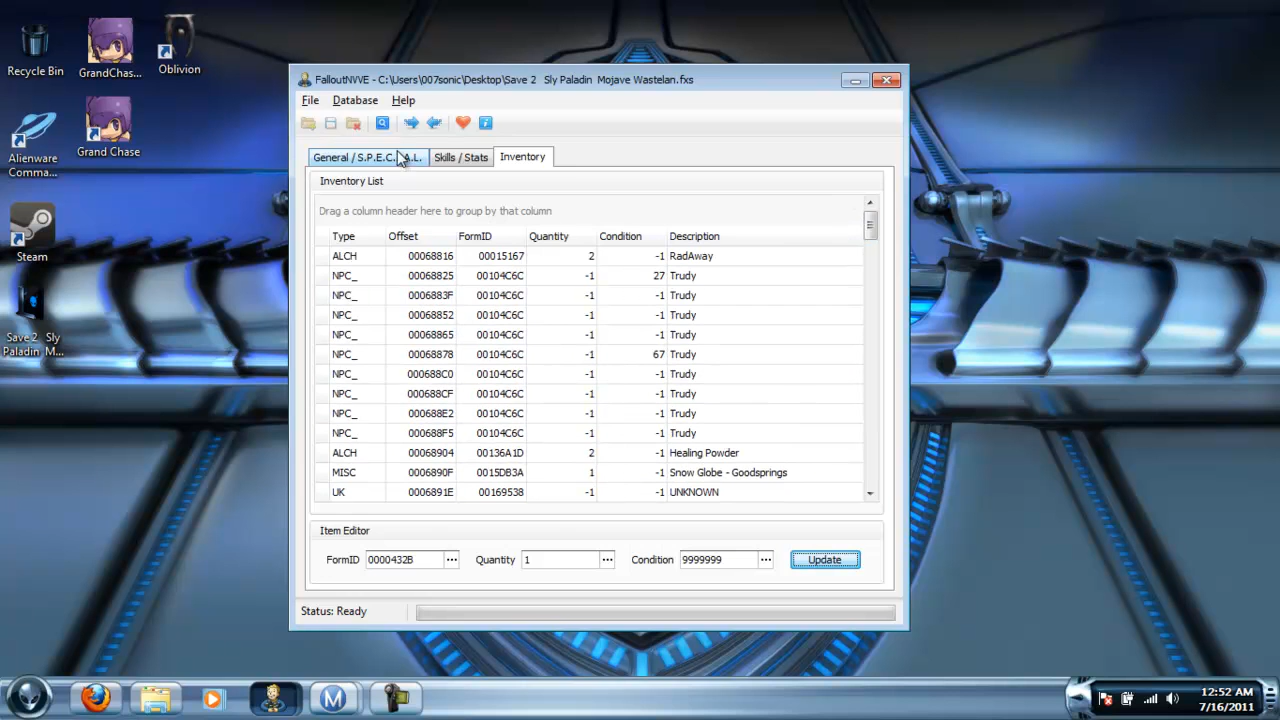 Recycle Bin
GrandChas...
Oblivion
Alienware
Comma...
Grand Chase
Steam
Save 2 Sly
Paladin M...
FalloutNVVE - C:\Users\007sonic\Desktop\Save 2 Sly Paladin Mojave Wastelan.fxs
File Database Help
General / S.P.E.C.I.A.L. Skills / Stats Inventory
Inventory List
Drag a column header here to group by that column
Type Offset FormID Quantity Condition Description
ALCH 00068816 00015167 2 -1 RadAway
NPC_ 00068825 00104C6C -1 27 Trudy
NPC_ 0006883F 00104C6C -1 -1 Trudy
NPC_ 00068852 00104C6C -1 -1 Trudy
NPC_ 00068865 00104C6C -1 -1 Trudy
NPC_ 00068878 00104C6C -1 67 Trudy
NPC_ 000688C0 00104C6C -1 -1 Trudy
NPC_ 000688CF 00104C6C -1 -1 Trudy
NPC_ 000688E2 00104C6C -1 -1 Trudy
NPC_ 000688F5 00104C6C -1 -1 Trudy
ALCH 00068904 00136A1D 2 -1 Healing Powder
MISC 0006890F 0015DB3A 1 -1 Snow Globe - Goodsprings
UK 0006891E 00169538 -1 -1 UNKNOWN
Item Editor
FormID 0000432B ... Quantity 1 ... Condition 9999999 ... Update
Status: Ready
12:52 AM
7/16/2011